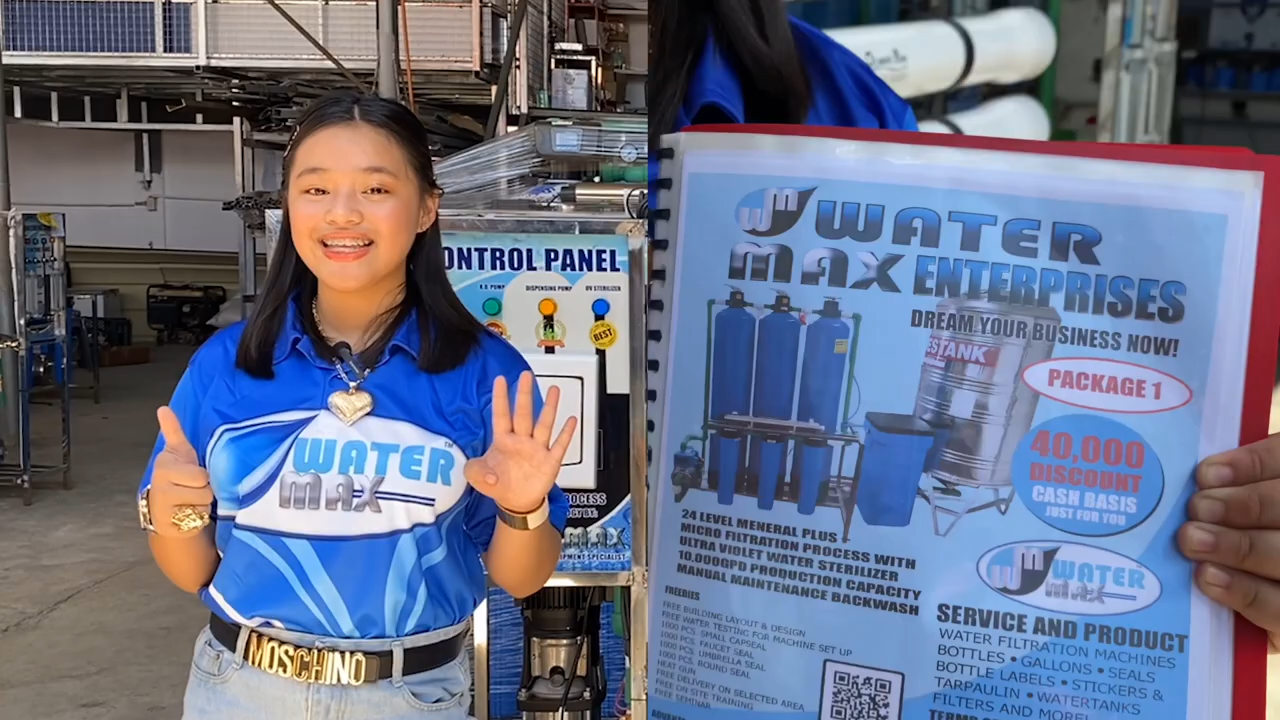 CONTROL PANEL
DISPENSING PUMP
UV STERILIZER
BEST
WATER
MAX
MOSCHINO
WM WATER
MAX ENTERPRISES
DREAM YOUR BUSINESS NOW!
ESTANK
PACKAGE 1
40,000
DISCOUNT
CASH BASIS
JUST FOR YOU
24 LEVEL MENERAL PLUS
MICRO FIILTRATION PROCESS WITH
ULTRA VIOLET WATER STERILIZER
10,000GPD PRODUCTION CAPACITY
MANUAL MAINTENANCE BACKWASH
WM WATER
MAX
FREEBIES
FREE BUILDING LAYOUT & DESIGN
FREE WATER TESTING FOR MACHINE SET UP
1000 PCS. SMALL CAPSEAL
1000 PCS. FAUCET SEAL
1000 PCS. UMBRELLA SEAL
1000 PCS. ROUND SEAL
HEAT GUN
FREE DELIVERY ON SELECTED AREA
FREE ON SITE TRAINING
FREE SEMINAR
SERVICE AND PRODUCT
WATER FILTRATION MACHINES
BOTTLES • GALLONS • SEALS
BOTTLE LABELS • STICKERS &
TARPAULIN • WATERTANKS
FILTERS AND MORE!